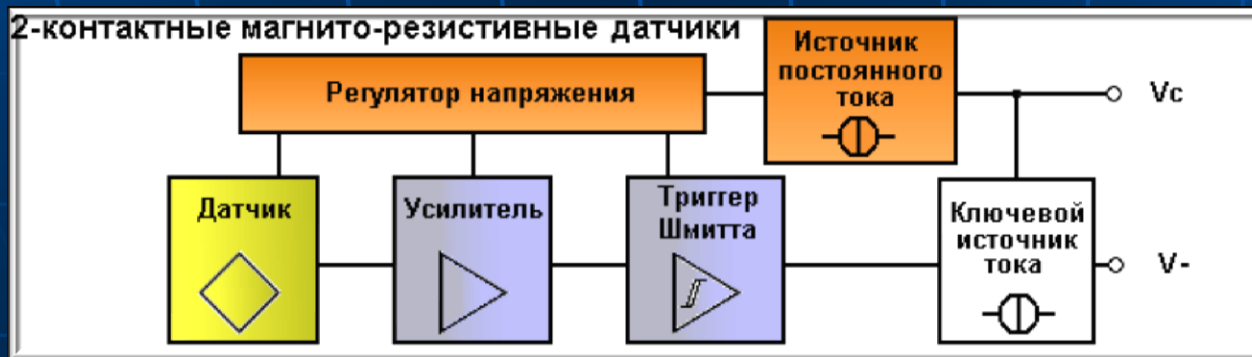 2-контактные магнито-резистивные датчики
Источник
постоянного
тока
Регулятор напряжения
Vc
Датчик
Усилитель
Триггер
Шмитта
Ключевой
источник
тока
V-